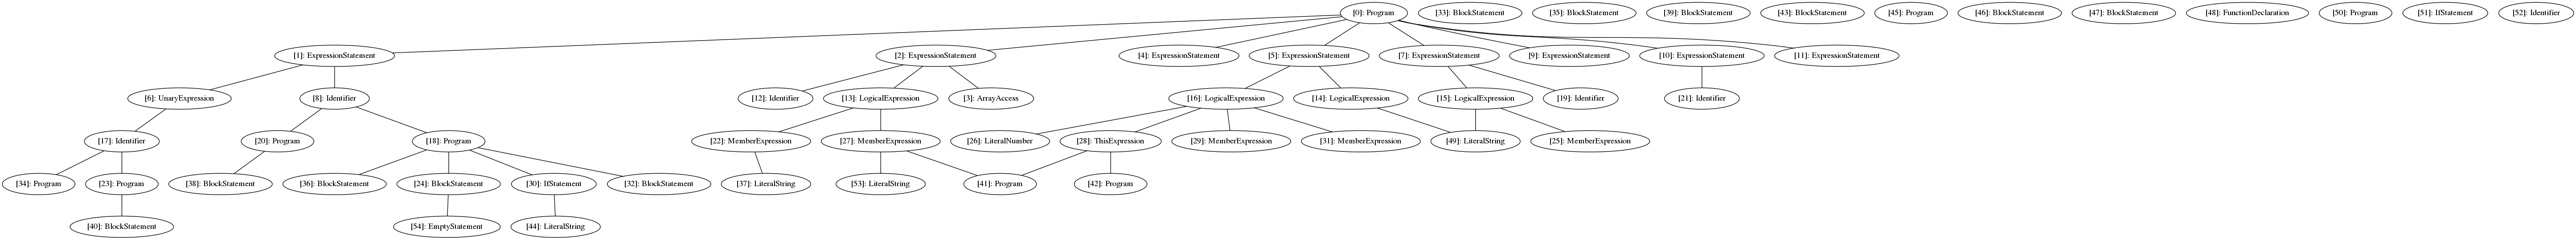 [0]: Program
[33]: BlockStatement
[35]: BlockStatement
[39]: BlockStatement
[43]: BlockStatement
[45]: Program
[46]: BlockStatement
[47]: BlockStatement
[48]: FunctionDeclaration
[50]: Program
[51]: IfStatement
[52]: Identifier
[1]: ExpressionStatement
[2]: ExpressionStatement
[4]: ExpressionStatement
[5]: ExpressionStatement
[7]: ExpressionStatement
[9]: ExpressionStatement
[10]: ExpressionStatement
[11]: ExpressionStatement
[6]: UnaryExpression
[8]: Identifier
[12]: Identifier
[13]: LogicalExpression
[3]: ArrayAccess
[16]: LogicalExpression
[14]: LogicalExpression
[15]: LogicalExpression
[19]: Identifier
[21]: Identifier
[17]: Identifier
[20]: Program
[18]: Program
[22]: MemberExpression
[27]: MemberExpression
[26]: LiteralNumber
[28]: ThisExpression
[29]: MemberExpression
[31]: MemberExpression
[49]: LiteralString
[25]: MemberExpression
[34]: Program
[23]: Program
[38]: BlockStatement
[36]: BlockStatement
[24]: BlockStatement
[30]: IfStatement
[32]: BlockStatement
[37]: LiteralString
[53]: LiteralString
[41]: Program
[42]: Program
[40]: BlockStatement
[54]: EmptyStatement
[44]: LiteralString